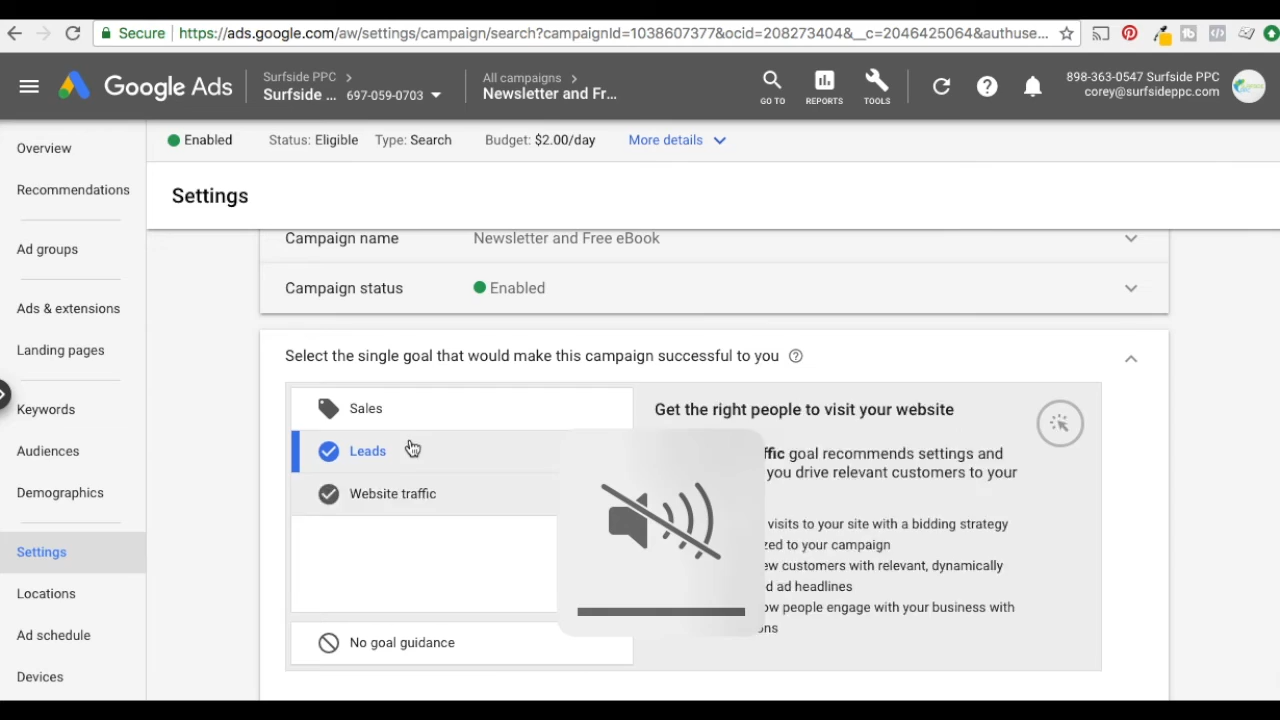 Secure https://ads.google.com/aw/settings/campaign/search?campaignId=1038607377&ocid=208273404&__c=2046425064&authuse...
Google Ads
Surfside PPC
Surfside ... 697-059-0703
All campaigns
Newsletter and Fr...
GO TO
REPORTS
TOOLS
898-363-0547 Surfside PPC
corey@surfsideppc.com
Enabled Status: Eligible Type: Search Budget: $2.00/day More details
Overview
Recommendations
Ad groups
Ads & extensions
Landing pages
Keywords
Audiences
Demographics
Settings
Locations
Ad schedule
Devices
Settings
Campaign name Newsletter and Free eBook
Campaign status Enabled
Select the single goal that would make this campaign successful to you
Sales
Leads
Website traffic
No goal guidance
Get the right people to visit your website
goal recommends settings and
you drive relevant customers to your
visits to your site with a bidding strategy
to your campaign
customers with relevant, dynamically
ad headlines
people engage with your business with